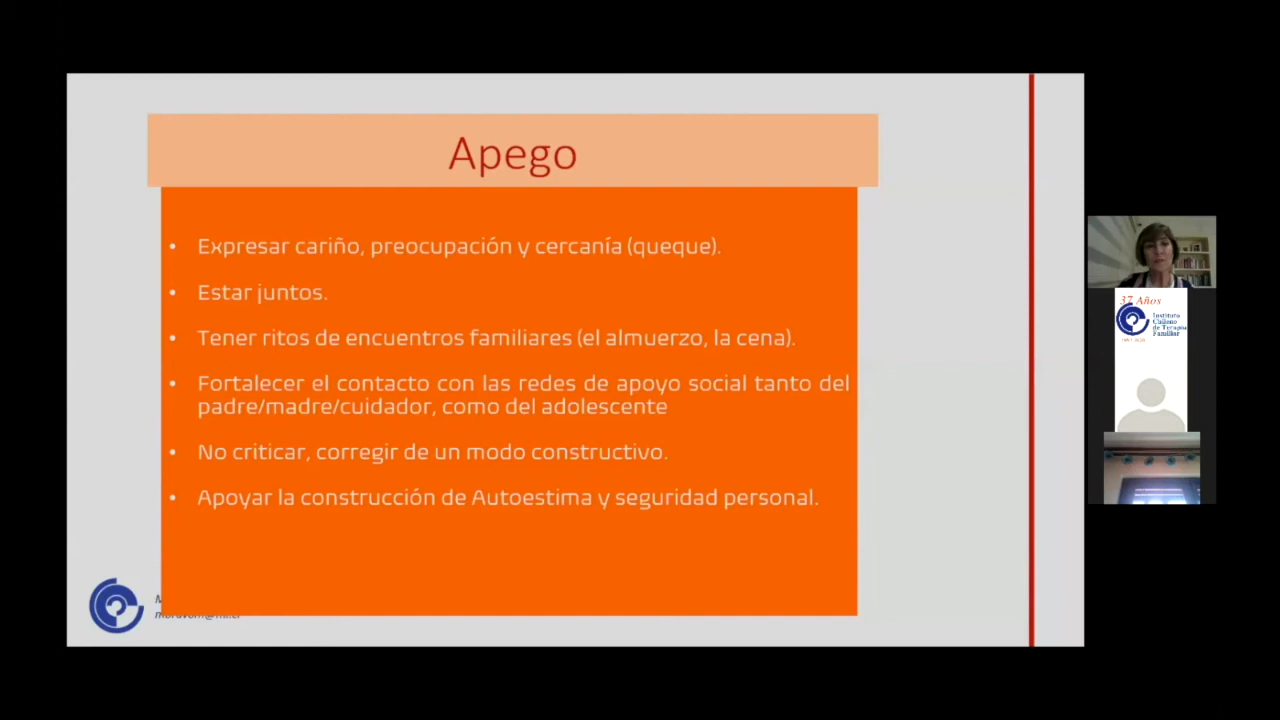 Apego
• Expresar cariño, preocupación y cercanía (queque).
• Estar juntos.
• Tener ritos de encuentros familiares (el almuerzo, la cena).
• Fortalecer el contacto con las redes de apoyo social tanto del
padre/madre/cuidador, como del adolescente
• No criticar, corregir de un modo constructivo.
• Apoyar la construcción de Autoestima y seguridad personal.
37 Años
Instituto
Chileno
de Terapia
Familiar